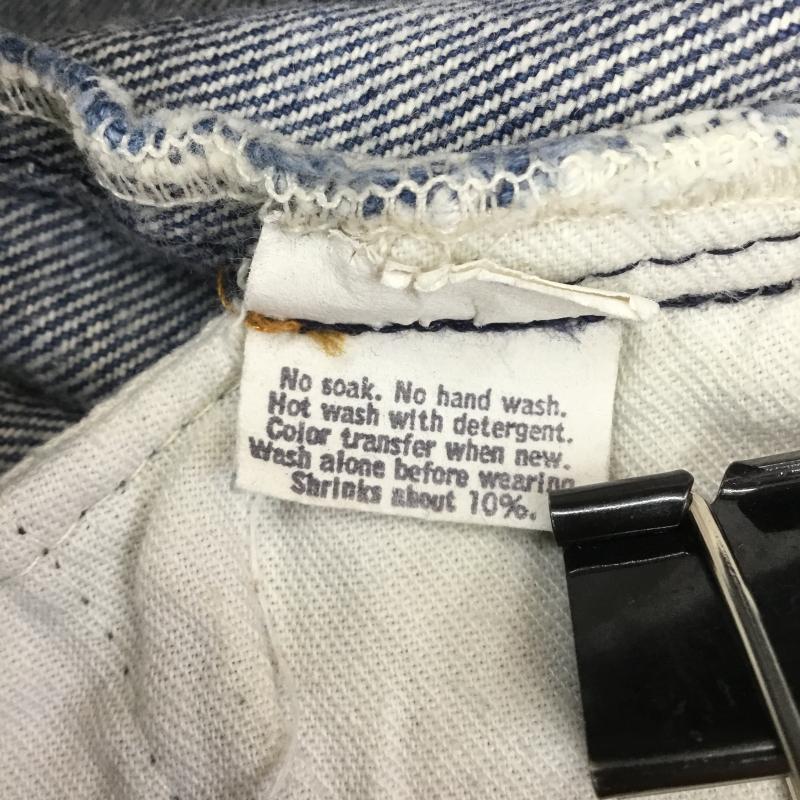 No soak. No hand wash.
Hot wash with detergent.
Color transfer when new.
Wash alone before wearing
Shrinks about 10%.